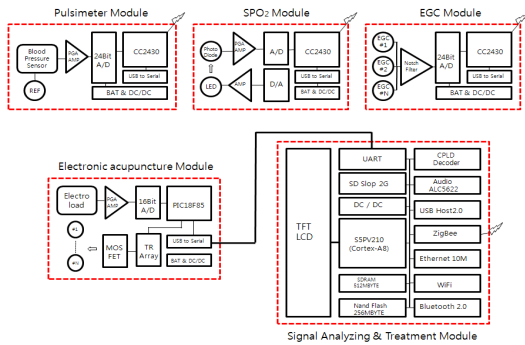 Pulsimeter Module
Blood
Pressure
Sensor
REF
PGA
AMP
24Bit
A/D
CC2430
USB to Serial
BAT & DC/DC
SPO2 Module
Photo
Diode
LED
PGA
AMP
A/D
CC2430
USB to Serial
AMP
D/A
BAT & DC/DC
EGC Module
EGC
#1
EGC
#2
EGC
#N
Notch
Filter
24Bit
A/D
CC2430
USB to Serial
BAT & DC/DC
Electronic acupuncture Module
Electro
load
PGA
AMP
16Bit
A/D
PIC18F85
#1
#N
MOS
FET
TR
Array
USB to Serial
BAT & DC/DC
TFT
LCD
UART
SD Slop 2G
DC / DC
S5PV210
(Cortex-A8)
SDRAM
512MBYTE
Nand Flash
256MBYTE
CPLD
Decoder
Audio
ALC5622
USB Host2.0
ZigBee
Ethernet 10M
WiFi
Bluetooth 2.0
Signal Analyzing & Treatment Module